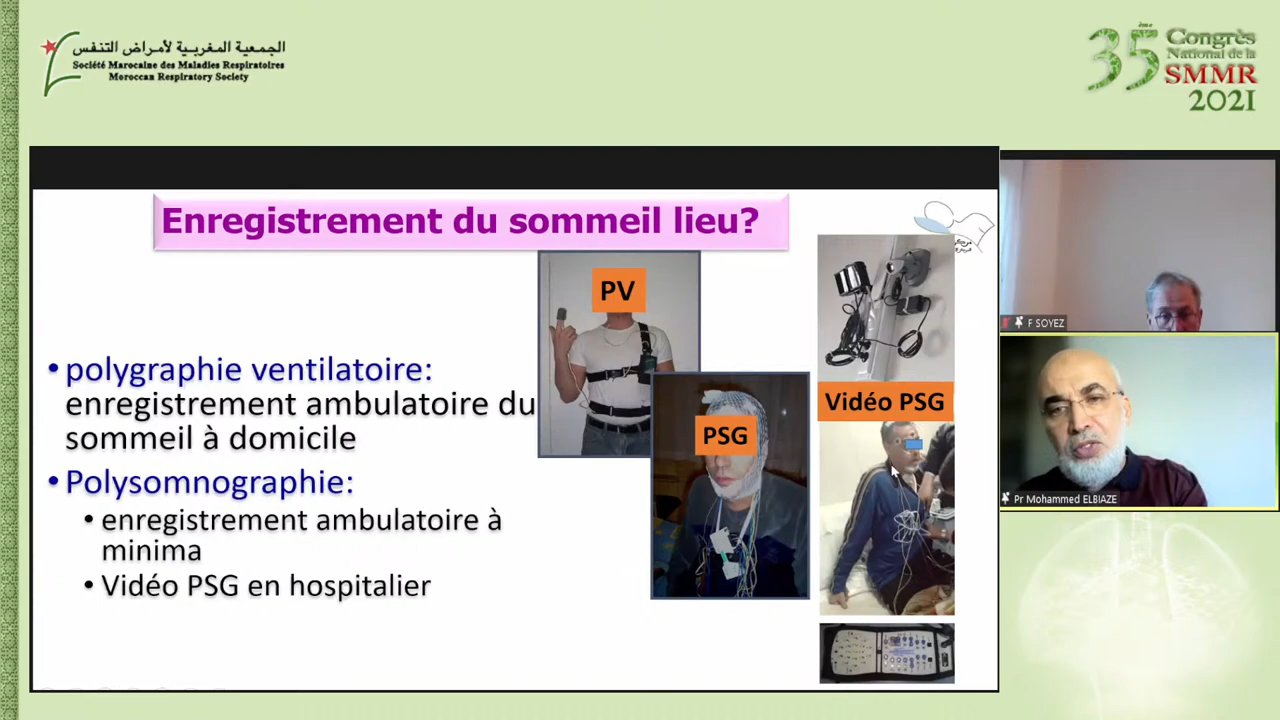 الجمعية المغربية لأمراض التنفس
Société Marocaine des Maladies Respiratoires
Moroccan Respiratory Society
35ème Congrès
National de la
SMMR
2021
Enregistrement du sommeil lieu?
PV
PSG
Vidéo PSG
• polygraphie ventilatoire:
enregistrement ambulatoire du
sommeil à domicile
• Polysomnographie:
• enregistrement ambulatoire à
minima
• Vidéo PSG en hospitalier
F SOYEZ
Pr Mohammed ELBIAZE